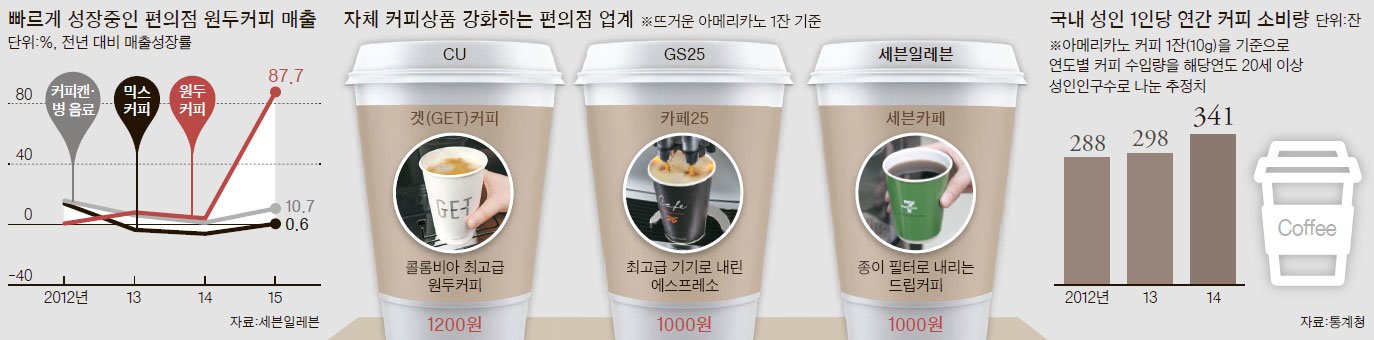 빠르게 성장중인 편의점 원두커피 매출
단위:%, 전년 대비 매출성장률
커피캔·
병 음료
믹스
커피
원두
커피
87.7
80
40
0
-40
10.7
0.6
2012년
13
14
15
자료:세븐일레븐
자체 커피상품 강화하는 편의점 업계 ※뜨거운 아메리카노 1잔 기준
CU
겟(GET)커피
GET
콜롬비아 최고급
원두커피
1200원
GS25
카페25
Cafe
25
최고급 기기로 내린
에스프레소
1000원
세븐일레븐
세븐카페
7
종이 필터로 내리는
드립커피
1000원
국내 성인 1인당 연간 커피 소비량 단위:잔
※아메리카노 커피 1잔(10g)을 기준으로
연도별 커피 수입량을 해당연도 20세 이상
성인인구수로 나눈 추정치
288
298
341
2012년
13
14
Coffee
자료:통계청